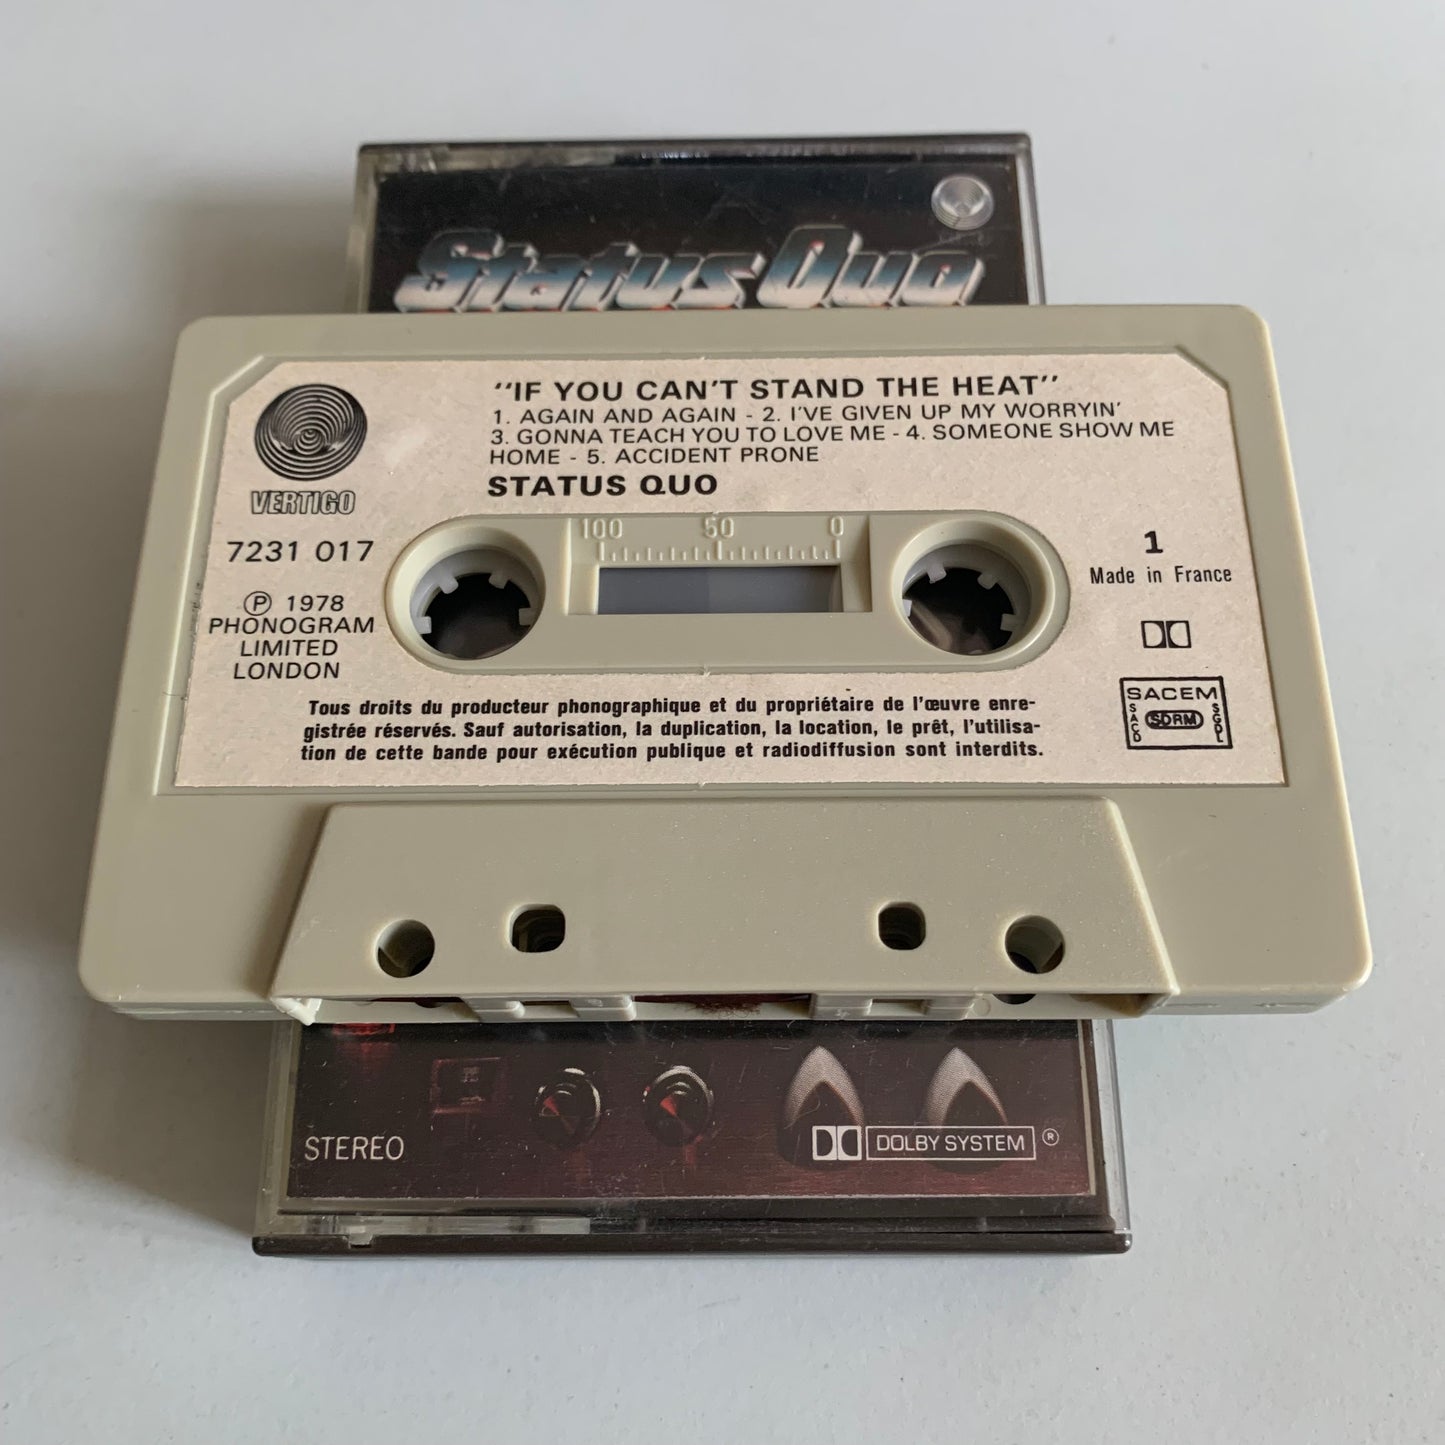 Status Quo
"IF YOU CAN'T STAND THE HEAT"
1. AGAIN AND AGAIN - 2. I'VE GIVEN UP MY WORRYIN'
3. GONNA TEACH YOU TO LOVE ME - 4. SOMEONE SHOW ME
HOME - 5. ACCIDENT PRONE
STATUS QUO
VERTIGO
7231 017
Ⓟ 1978
PHONOGRAM
LIMITED
LONDON
100 50 0
1
Made in France
SACEM
SACD SDRM SGDL
Tous droits du producteur phonographique et du propriétaire de l'œuvre enre-
gistrée réservés. Sauf autorisation, la duplication, la location, le prêt, l'utilisa-
tion de cette bande pour exécution publique et radiodiffusion sont interdits.
STEREO
DOLBY SYSTEM ®